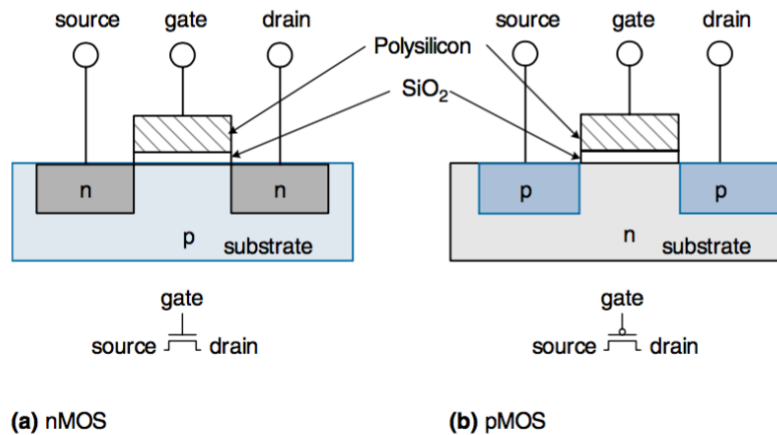 source gate drain
source gate drain
Polysilicon
SiO2
n
n
p
substrate
p
p
n
substrate
gate
source drain
gate
source drain
(a) nMOS
(b) pMOS